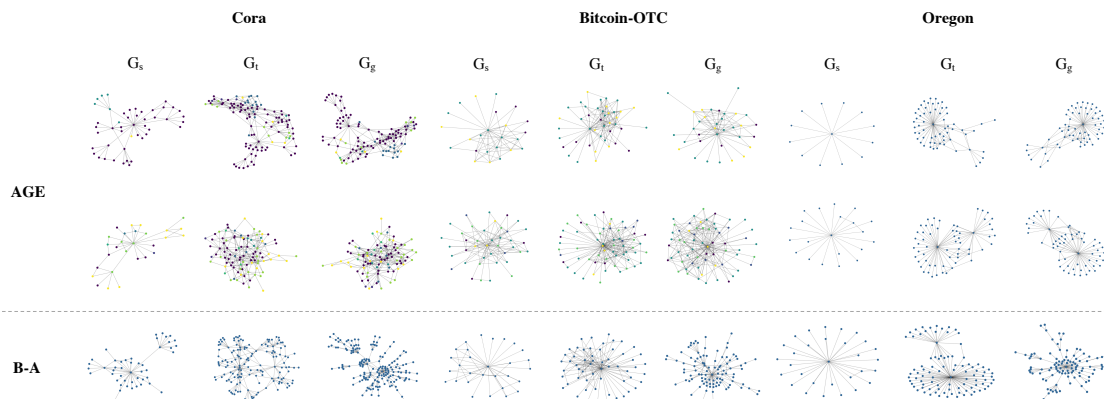 Cora Bitcoin-OTC Oregon
Gs Gt Gg Gs Gt Gg Gs Gt Gg
AGE
B-A